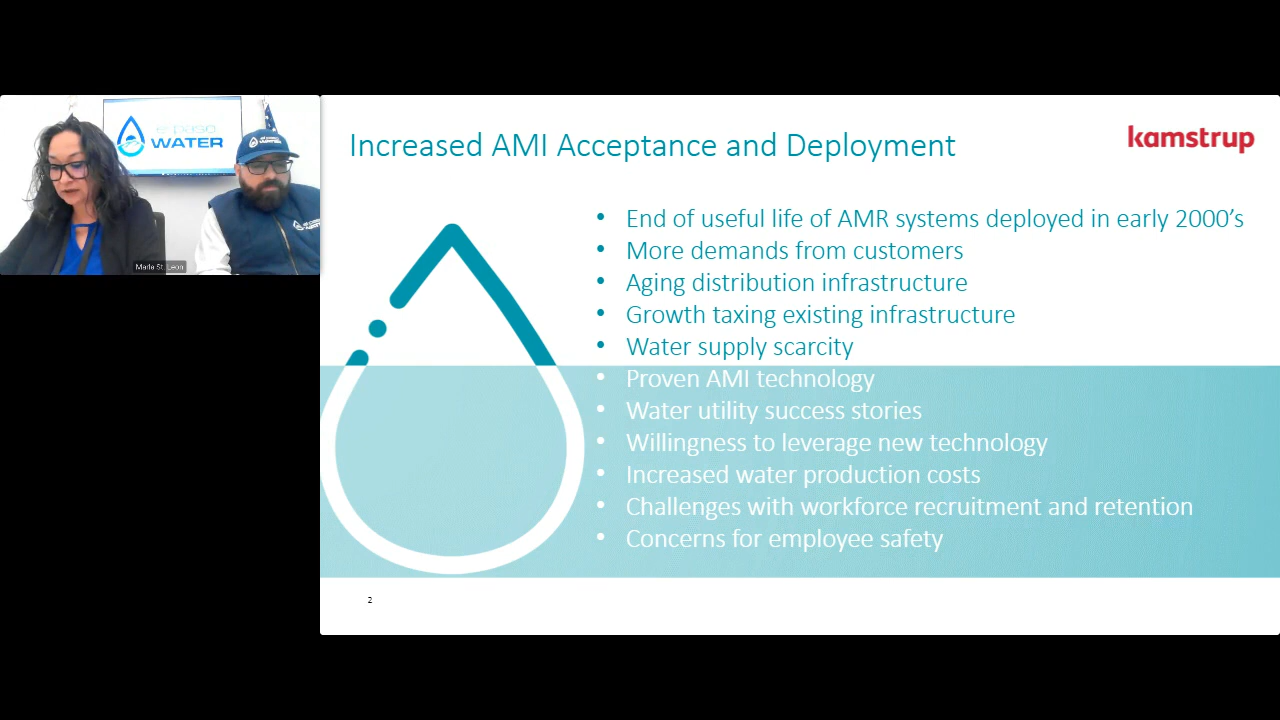 el paso
WATER
Marla St. Leon
Increased AMI Acceptance and Deployment
kamstrup
• End of useful life of AMR systems deployed in early 2000’s
• More demands from customers
• Aging distribution infrastructure
• Growth taxing existing infrastructure
• Water supply scarcity
• Proven AMI technology
• Water utility success stories
• Willingness to leverage new technology
• Increased water production costs
• Challenges with workforce recruitment and retention
• Concerns for employee safety
2